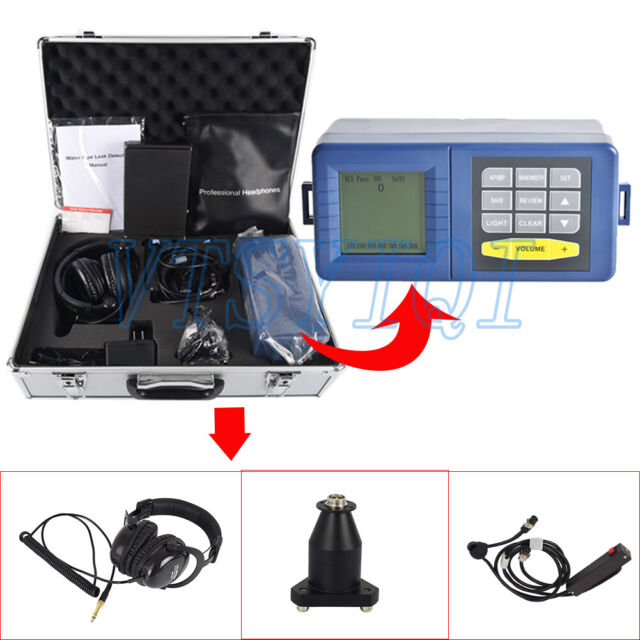 Water Pipe Leak Detector
Manual
Professional Headphones
All Pass
0
AP/BP
BANDWIDTH
SET
SAVE
REVIEW
LIGHT
CLEAR
VOLUME +
VTSYIQI